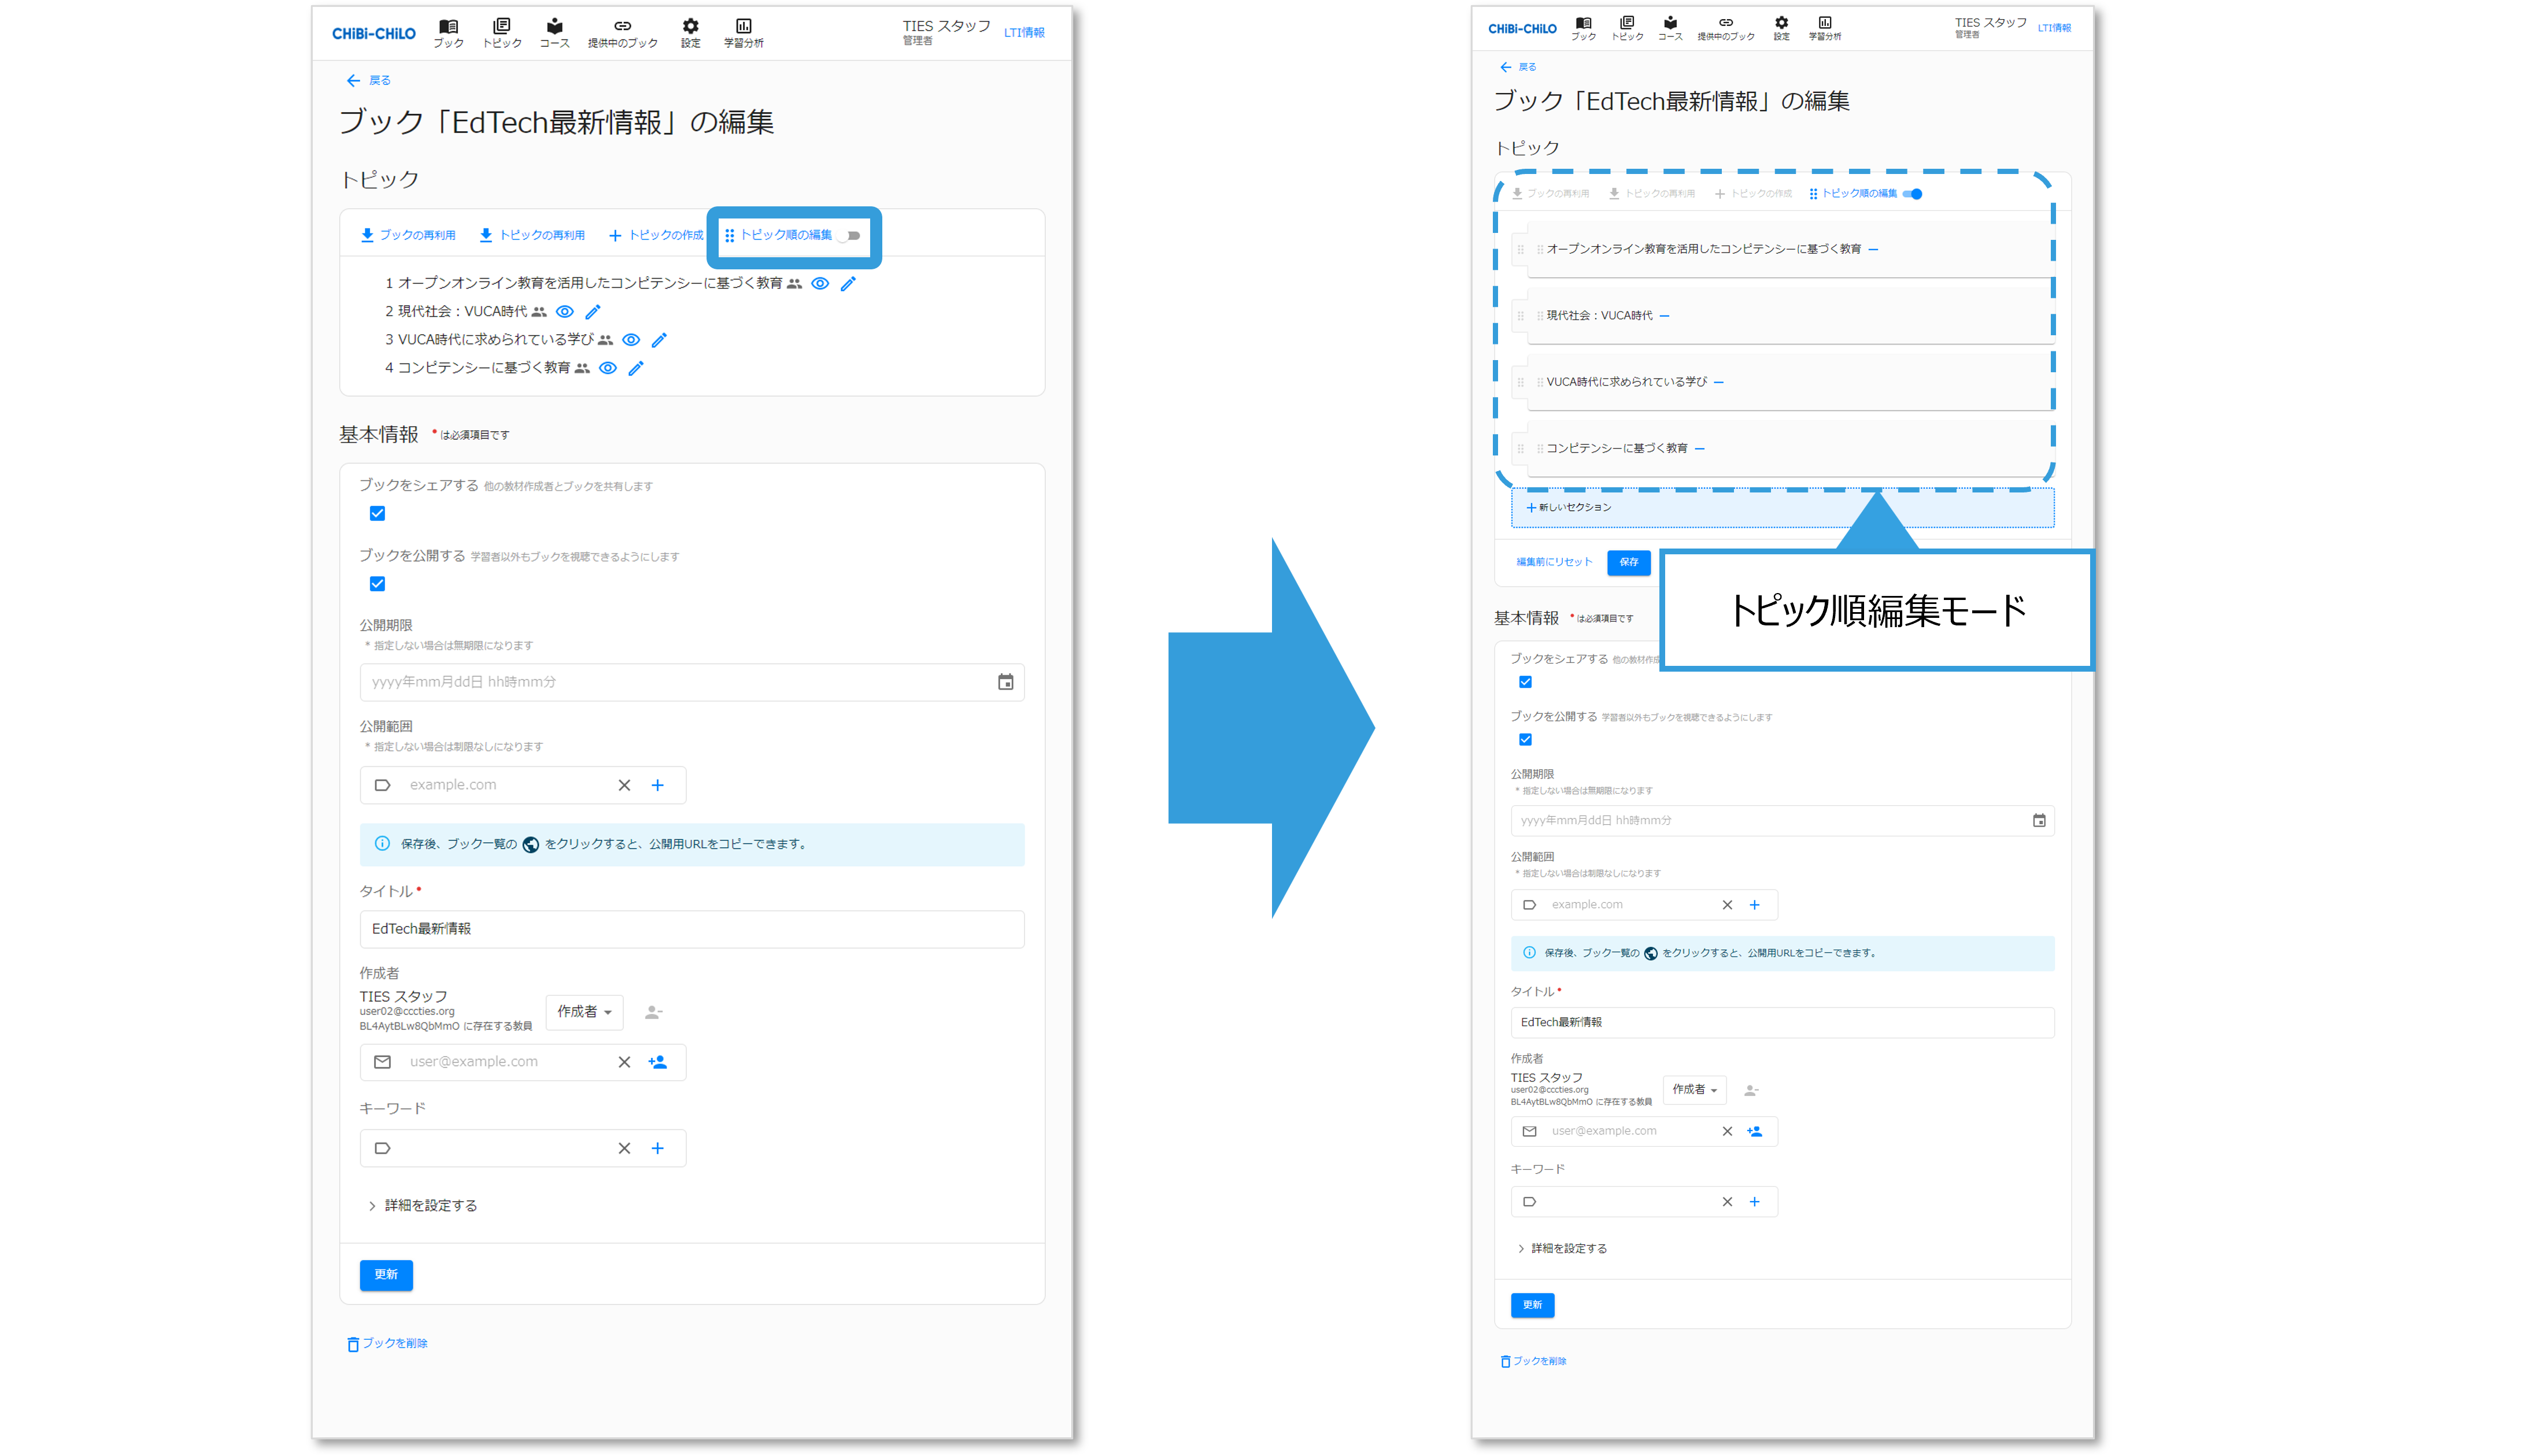 CHiBi-CHiLO
ブック
トピック
コース
提供中のブック
設定
学習分析
TIES スタッフ
管理者
LTI情報
戻る
ブック「EdTech最新情報」の編集
トピック
ブックの再利用
トピックの再利用
トピックの作成
トピック順の編集
1 オープンオンライン教育を活用したコンピテンシーに基づく教育
2 現代社会：VUCA時代
3 VUCA時代に求められている学び
4 コンピテンシーに基づく教育
基本情報 * は必須項目です
ブックをシェアする 他の教材作成者とブックを共有します
ブックを公開する 学習者以外もブックを視聴できるようにします
公開期限
* 指定しない場合は無期限になります
yyyy年mm月dd日 hh時mm分
公開範囲
* 指定しない場合は制限なしになります
example.com
保存後、ブック一覧の をクリックすると、公開用URLをコピーできます。
タイトル *
EdTech最新情報
作成者
TIES スタッフ
user02@cccties.org
BL4AytBLw8QbMmO に存在する教員
作成者
user@example.com
キーワード
詳細を設定する
更新
ブックを削除
CHiBi-CHiLO
ブック
トピック
コース
提供中のブック
設定
学習分析
TIES スタッフ
管理者
LTI情報
戻る
ブック「EdTech最新情報」の編集
トピック
ブックの再利用
トピックの再利用
トピックの作成
トピック順の編集
オープンオンライン教育を活用したコンピテンシーに基づく教育
現代社会：VUCA時代
VUCA時代に求められている学び
コンピテンシーに基づく教育
新しいセクション
編集前にリセット
保存
トピック順編集モード
基本情報 * は必須項目です
ブックをシェアする 他の教材作成
ブックを公開する 学習者以外もブックを視聴できるようにします
公開期限
* 指定しない場合は無期限になります
yyyy年mm月dd日 hh時mm分
公開範囲
* 指定しない場合は制限なしになります
example.com
保存後、ブック一覧の をクリックすると、公開用URLをコピーできます。
タイトル *
EdTech最新情報
作成者
TIES スタッフ
user02@cccties.org
BL4AytBLw8QbMmO に存在する教員
作成者
user@example.com
キーワード
詳細を設定する
更新
ブックを削除